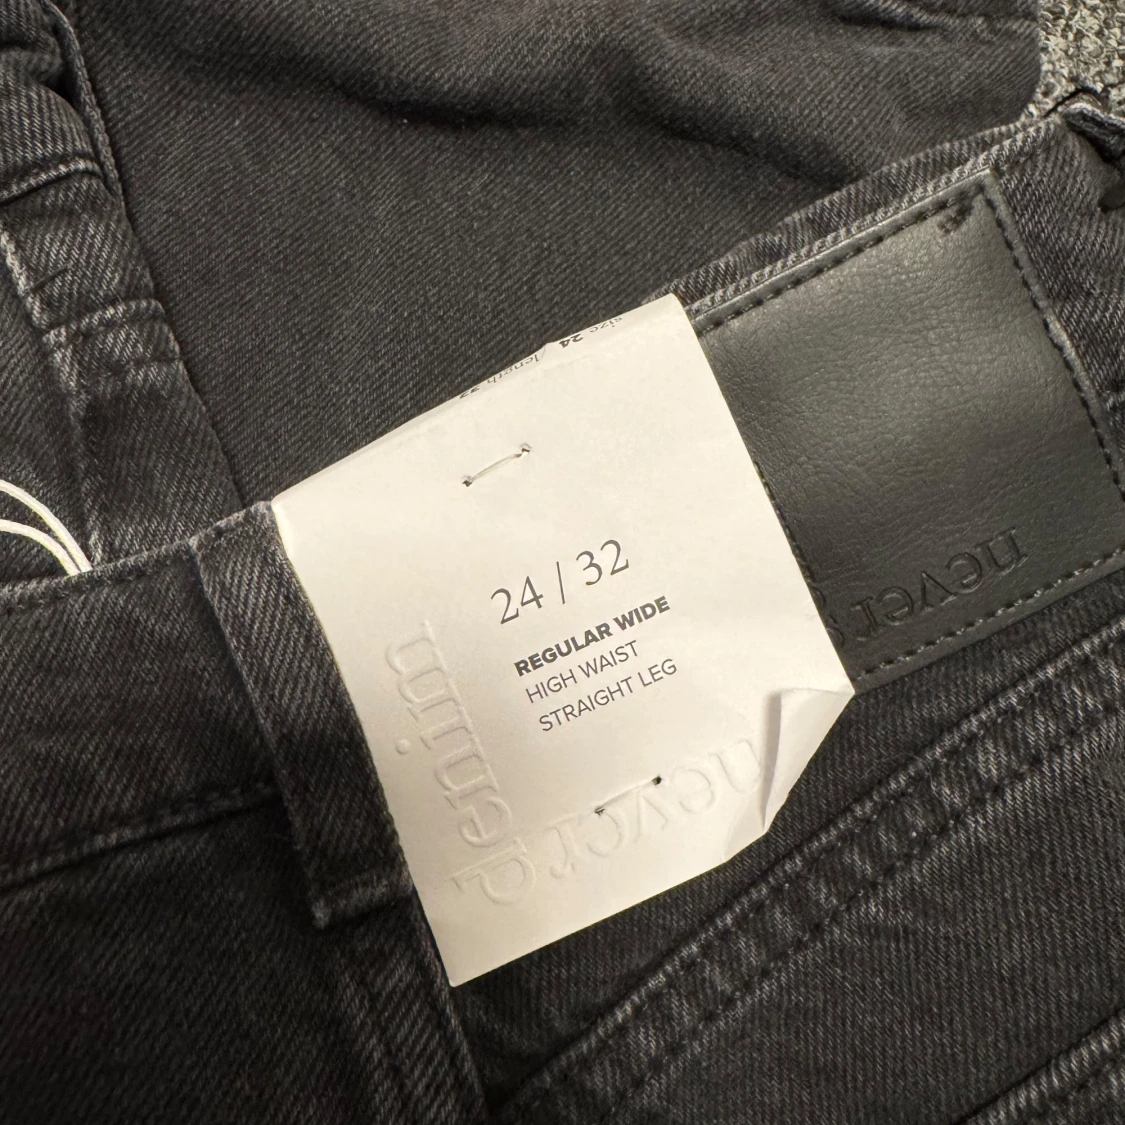 size 24 / length 32
24 / 32
REGULAR WIDE
HIGH WAIST
STRAIGHT LEG
never
denim
never